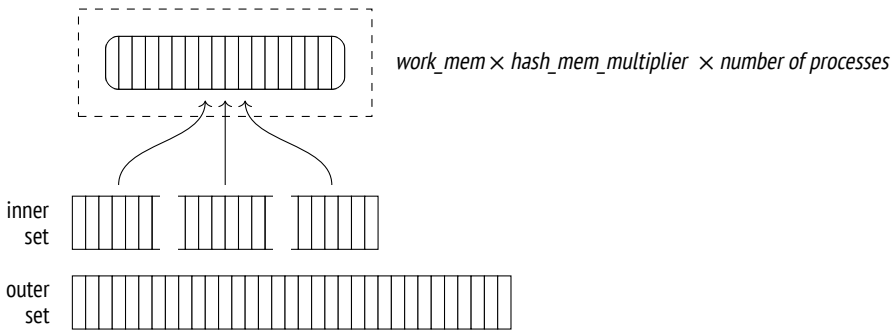 work_mem × hash_mem_multiplier × number of processes
inner
set
outer
set